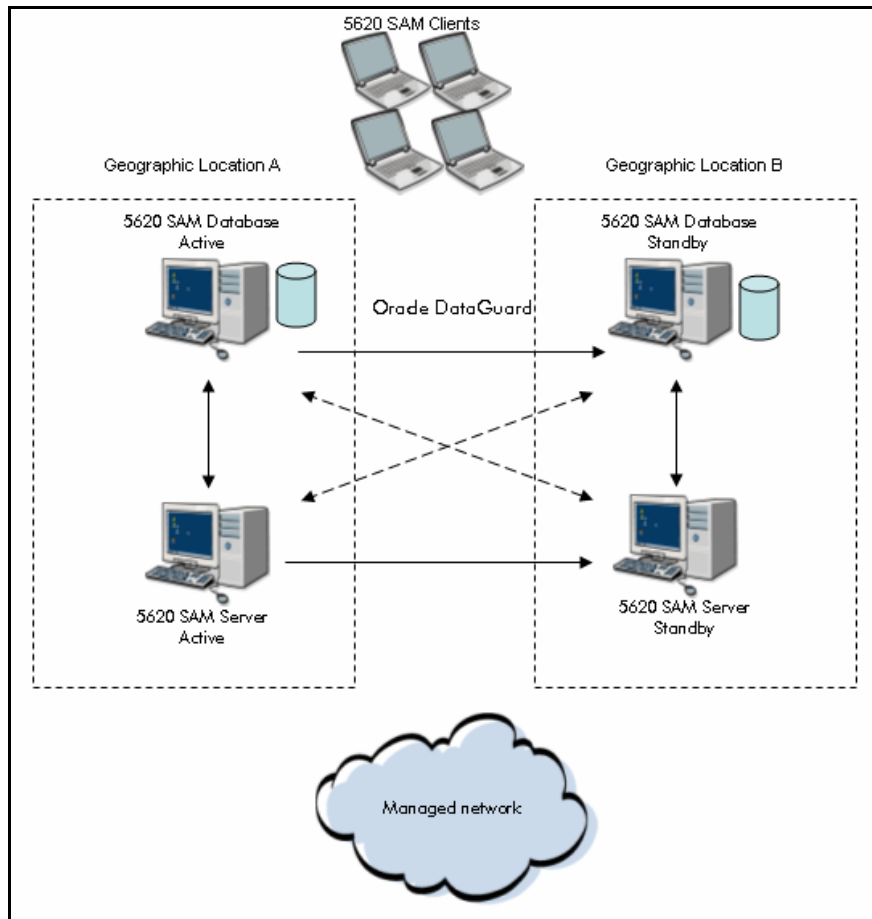 5620 SAM Clients
Geographic Location A
Geographic Location B
5620 SAM Database
Active
5620 SAM Database
Standby
Oracle DataGuard
5620 SAM Server
Active
5620 SAM Server
Standby
Managed network